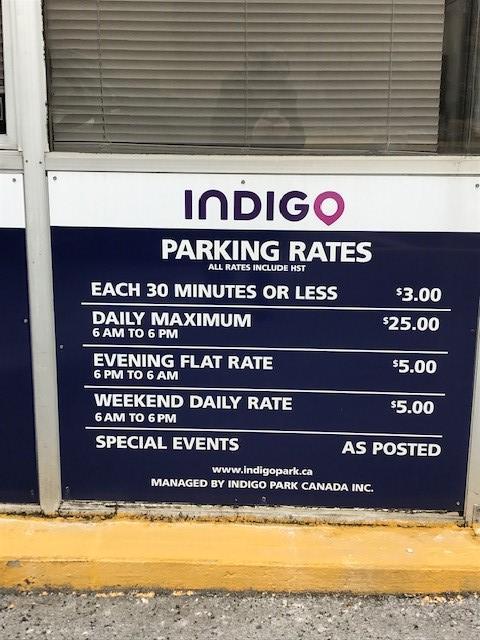 INDIGO
PARKING RATES
ALL RATES INCLUDE HST
EACH 30 MINUTES OR LESS $3.00
DAILY MAXIMUM $25.00
6 AM TO 6 PM
EVENING FLAT RATE $5.00
6 PM TO 6 AM
WEEKEND DAILY RATE $5.00
6 AM TO 6 PM
SPECIAL EVENTS AS POSTED
www.indigopark.ca
MANAGED BY INDIGO PARK CANADA INC.